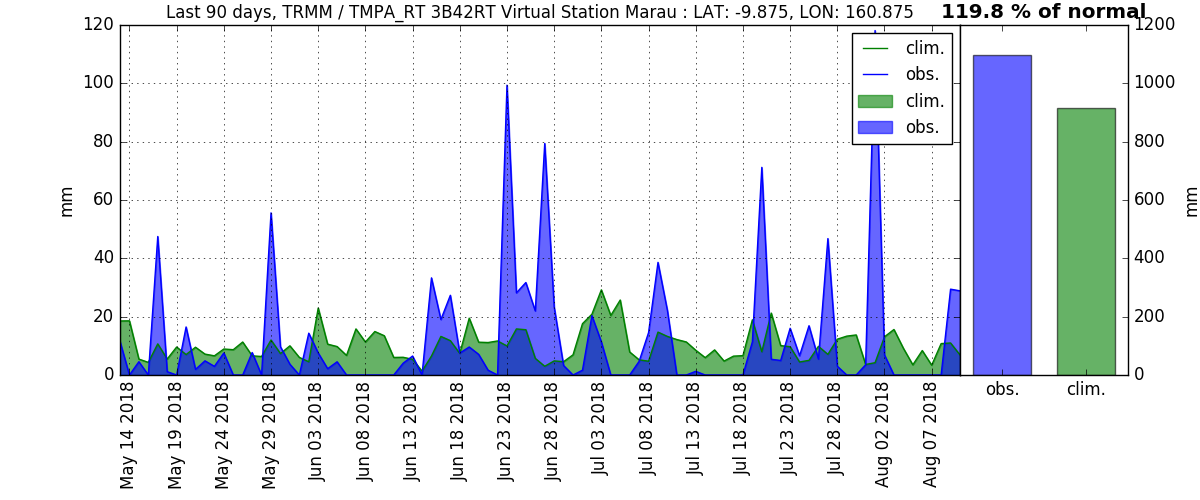 Last 90 days, TRMM / TMPA_RT 3B42RT Virtual Station Marau : LAT: -9.875, LON: 160.875
119.8 % of normal
120
100
80
60
40
20
0
mm
clim.
obs.
clim.
obs.
1200
1000
800
600
400
200
0
mm
May 14 2018
May 19 2018
May 24 2018
May 29 2018
Jun 03 2018
Jun 08 2018
Jun 13 2018
Jun 18 2018
Jun 23 2018
Jun 28 2018
Jul 03 2018
Jul 08 2018
Jul 13 2018
Jul 18 2018
Jul 23 2018
Jul 28 2018
Aug 02 2018
Aug 07 2018
obs.
clim.